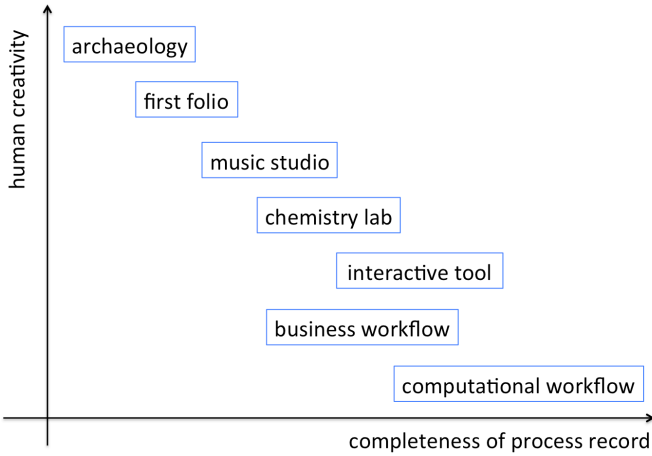 human creativity
archaeology
first folio
music studio
chemistry lab
interactive tool
business workflow
computational workflow
completeness of process record